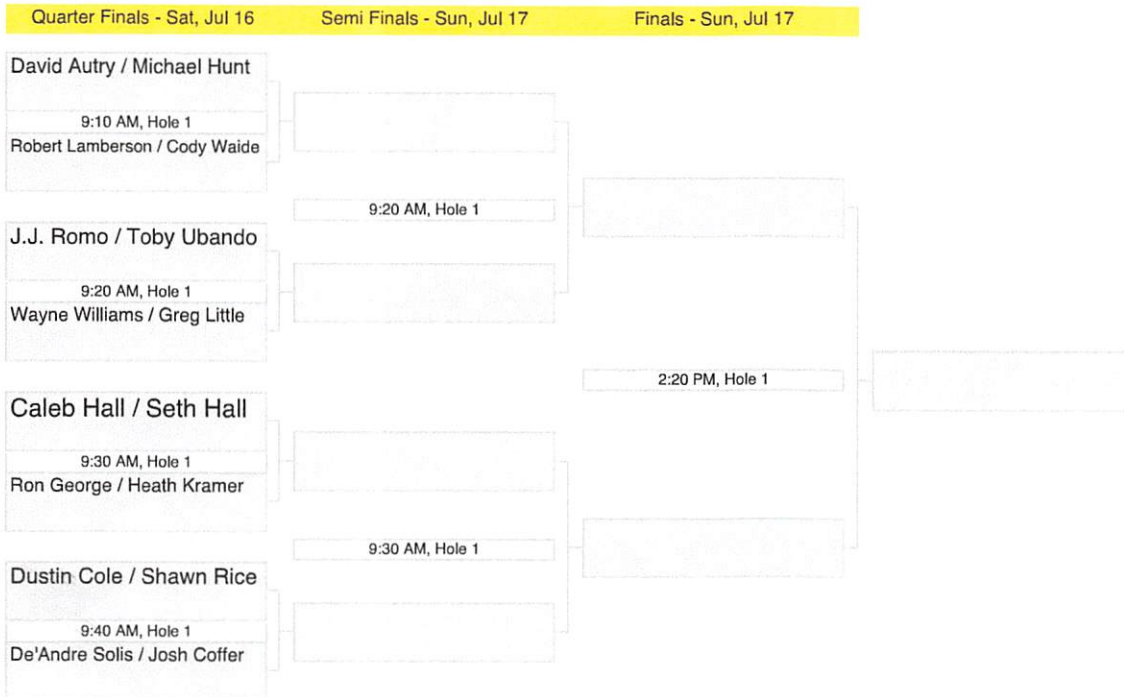 Quarter Finals - Sat, Jul 16
Semi Finals - Sun, Jul 17
Finals - Sun, Jul 17
David Autry / Michael Hunt
9:10 AM, Hole 1
Robert Lamberson / Cody Waide
9:20 AM, Hole 1
J.J. Romo / Toby Ubando
9:20 AM, Hole 1
Wayne Williams / Greg Little
2:20 PM, Hole 1
Caleb Hall / Seth Hall
9:30 AM, Hole 1
Ron George / Heath Kramer
9:30 AM, Hole 1
Dustin Cole / Shawn Rice
9:40 AM, Hole 1
De'Andre Solis / Josh Coffer